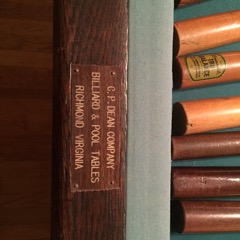 C. P. DEAN COMPANY
BILLIARD & POOL TABLES
RICHMOND VIRGINIA